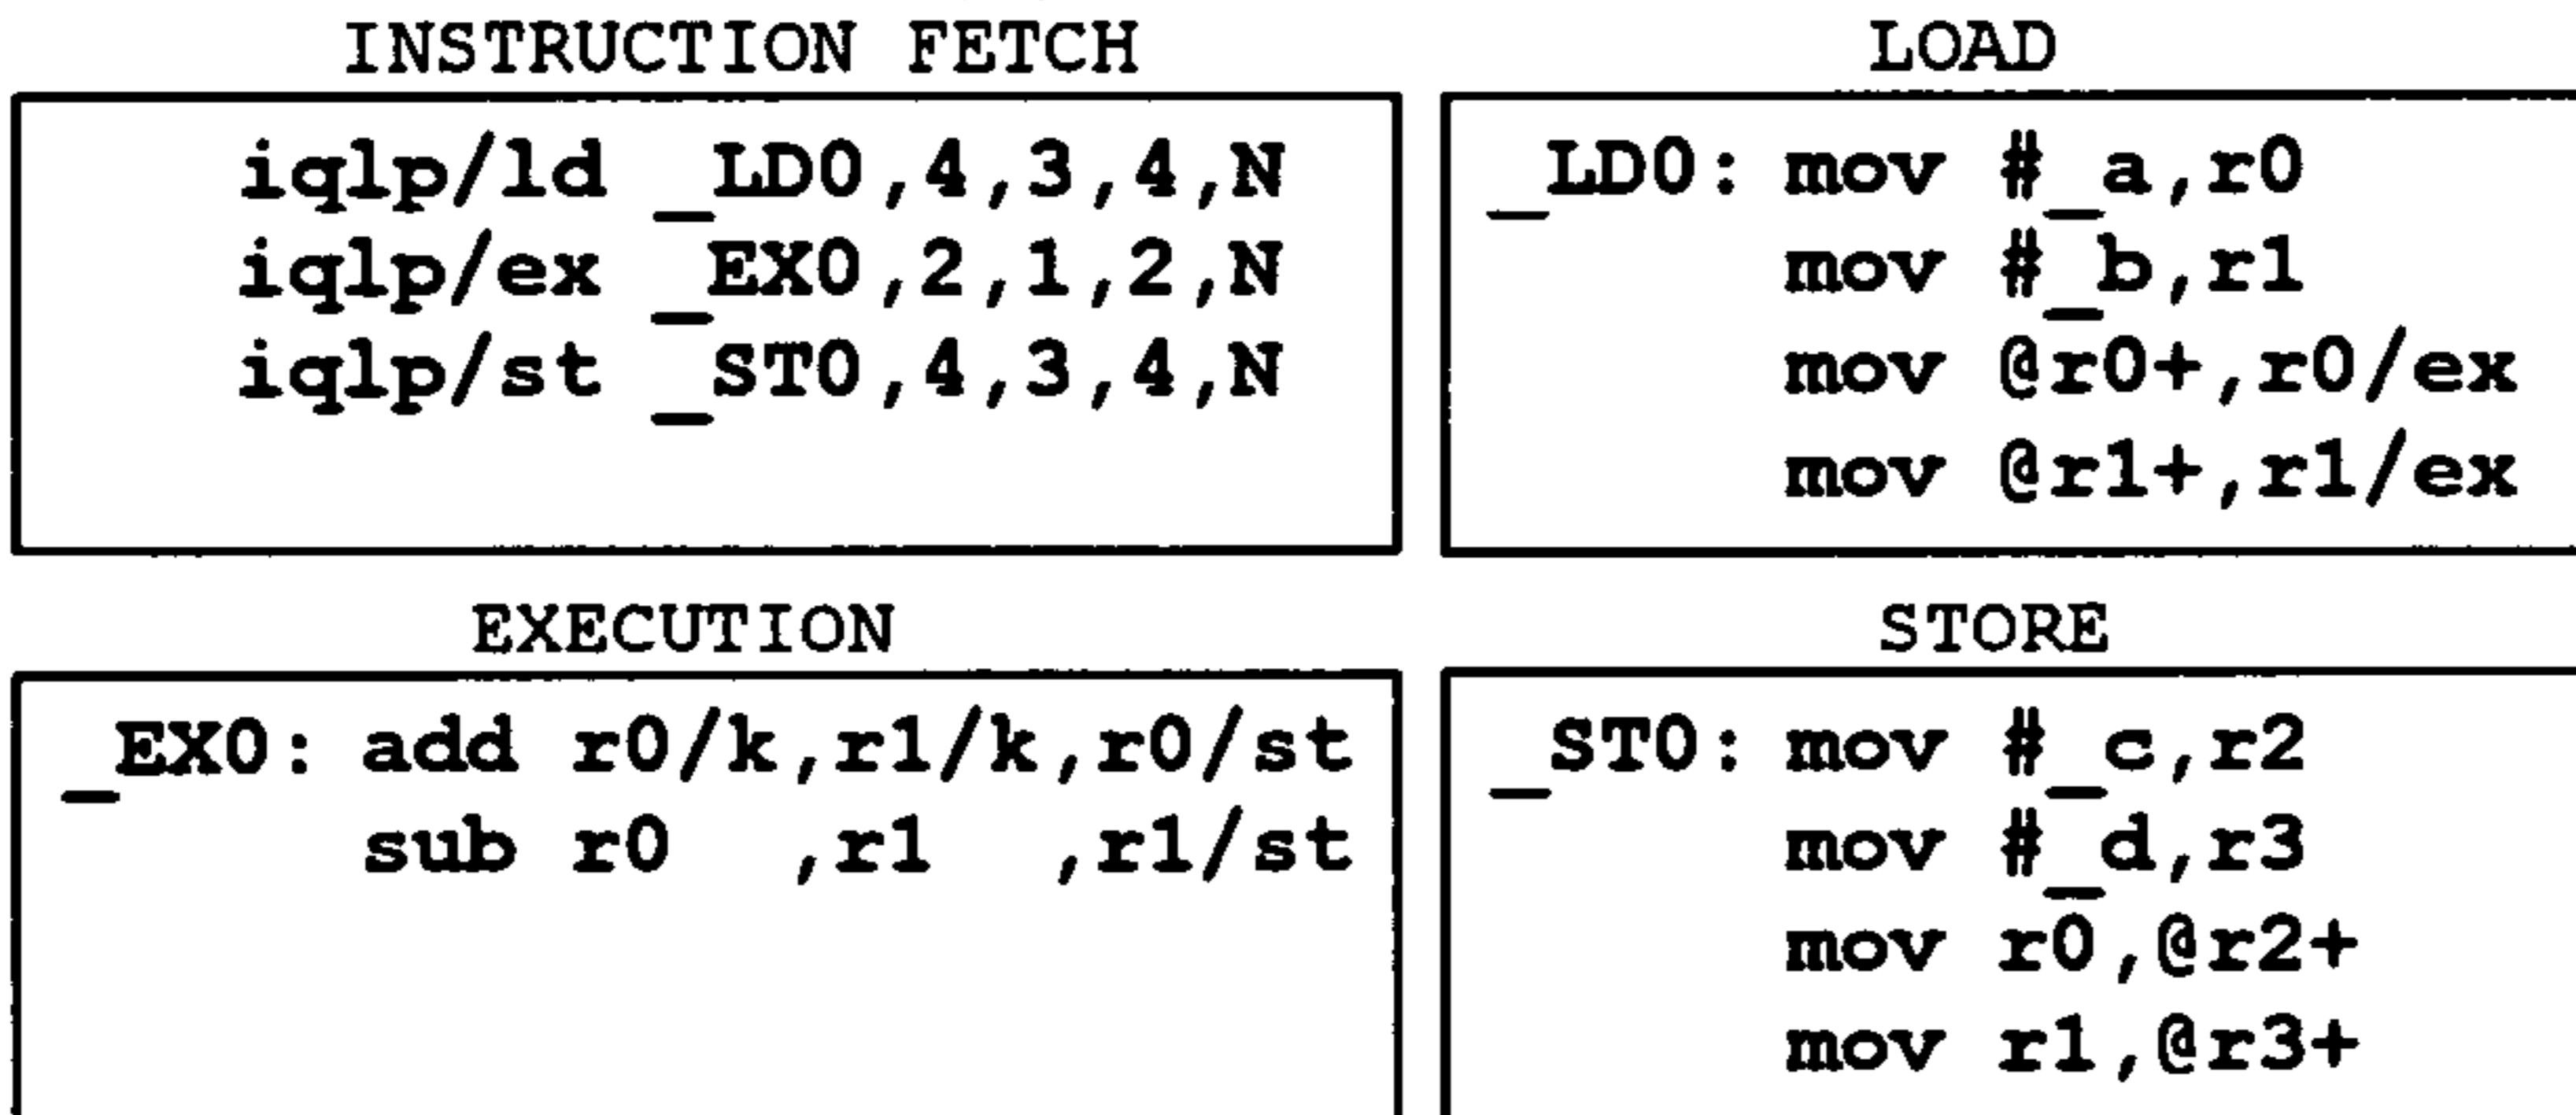 INSTRUCTION FETCH
iqlp/ld _LD0,4,3,4,N
iqlp/ex _EX0,2,1,2,N
iqlp/st _ST0,4,3,4,N
LOAD
_LD0: mov #_a,r0
mov #_b,r1
mov @r0+,r0/ex
mov @r1+,r1/ex
EXECUTION
_EX0: add r0/k,r1/k,r0/st
sub r0 ,r1 ,r1/st
STORE
_ST0: mov #_c,r2
mov #_d,r3
mov r0,@r2+
mov r1,@r3+